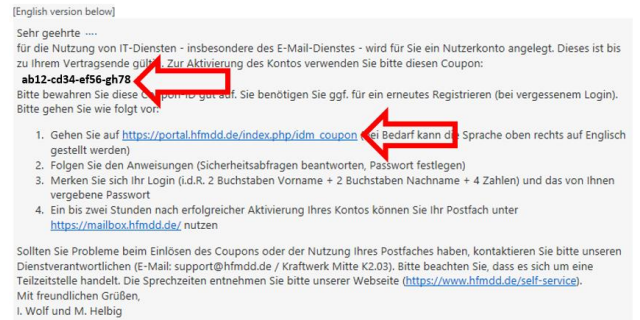 [English version below]
Sehr geehrte ....
für die Nutzung von IT-Diensten - insbesondere des E-Mail-Dienstes - wird für Sie ein Nutzerkonto angelegt. Dieses ist bis
zu Ihrem Vertragsende Zur Aktivierung des Kontos verwenden Sie bitte diesen Coupon:
ab12-cd34-ef56-gh78
Bitte bewahren Sie diese gut auf. Sie benötigen Sie ggf. für ein erneutes Registrieren (bei vergessenem Login).
Bitte gehen Sie wie folgt vor:
1. Gehen Sie auf https://portal.hfmdd.de/index.php/idm_coupon Bedarf kann die Sprache oben rechts auf Englisch
gestellt werden)
2. Folgen Sie den Anweisungen (Sicherheitsabfragen beantworten, Passwort festlegen)
3. Merken Sie sich Ihr Login (i.d.R. 2 Buchstaben Vorname + 2 Buchstaben Nachname + 4 Zahlen) und das von Ihnen
vergebene Passwort
4. Ein bis zwei Stunden nach erfolgreicher Aktivierung Ihres Kontos können Sie Ihr Postfach unter
https://mailbox.hfmdd.de/ nutzen
Sollten Sie Probleme beim Einlösen des Coupons oder der Nutzung Ihres Postfaches haben, kontaktieren Sie bitte unseren
Dienstverantwortlichen (E-Mail: support@hfmdd.de / Kraftwerk Mitte K2.03). Bitte beachten Sie, dass es sich um eine
Teilzeitstelle handelt. Die Sprechzeiten entnehmen Sie bitte unserer Webseite (https://www.hfmdd.de/self-service).
Mit freundlichen Grüßen,
I. Wolf und M. Helbig